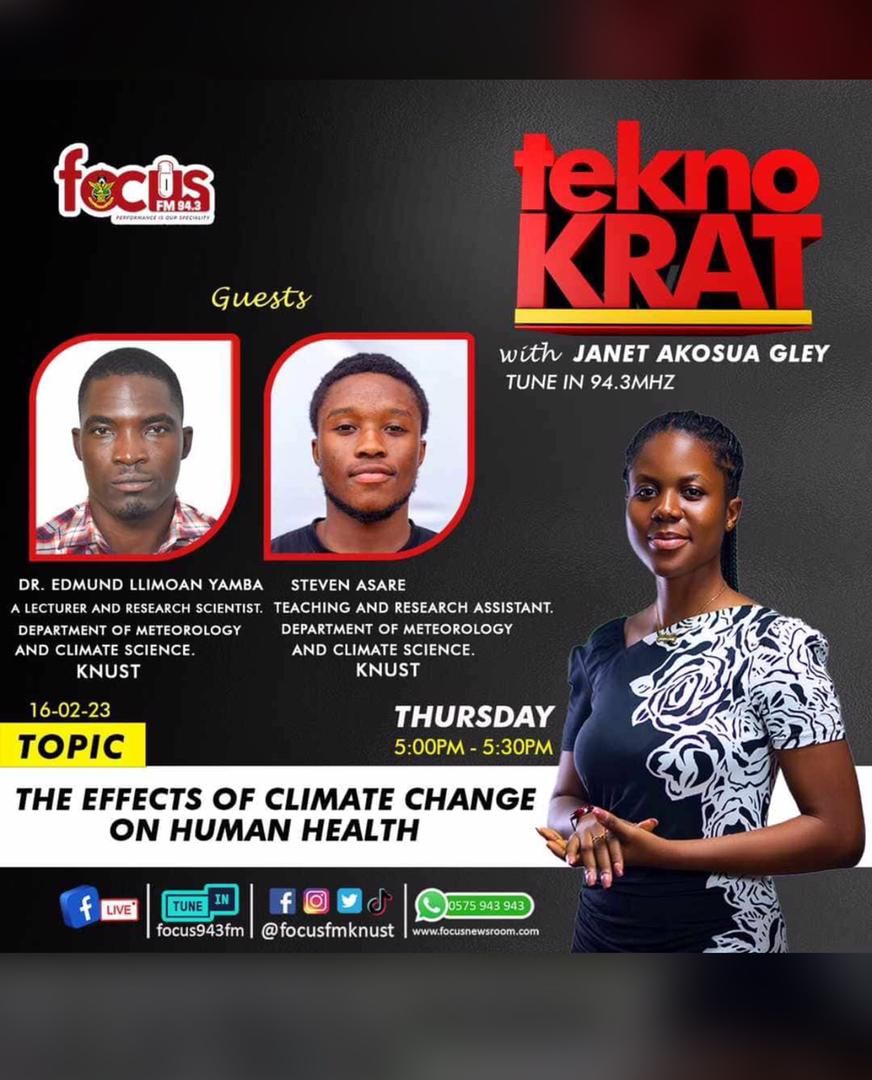 focus
FM 94.3
PERFORMANCE IS OUR SPECIALITY
tekno
KRAT
with JANET AKOSUA GLEY
TUNE IN 94.3MHZ
Guests
DR. EDMUND LLIMOAN YAMBA
A LECTURER AND RESEARCH SCIENTIST.
DEPARTMENT OF METEOROLOGY
AND CLIMATE SCIENCE.
KNUST
STEVEN ASARE
TEACHING AND RESEARCH ASSISTANT.
DEPARTMENT OF METEOROLOGY
AND CLIMATE SCIENCE.
KNUST
16-02-23
THURSDAY
5:00PM - 5:30PM
TOPIC
THE EFFECTS OF CLIMATE CHANGE
ON HUMAN HEALTH
LIVE
TUNE IN
focus943fm
@focusfmknust
0575 943 943
www.focusnewsroom.com